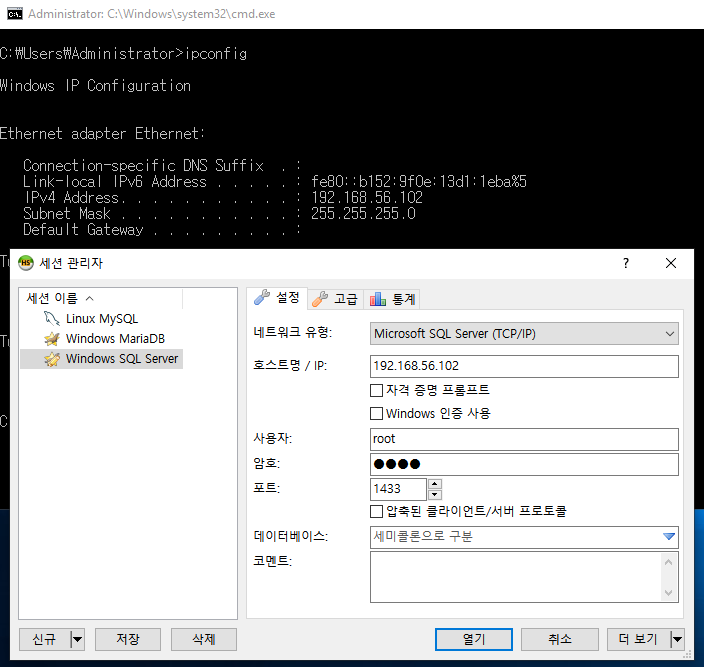 Administrator: C:\Windows\system32\cmd.exe
C:₩Users₩Administrator>ipconfig
Windows IP Configuration
Ethernet adapter Ethernet:
Connection-specific DNS Suffix  . :
Link-local IPv6 Address . . . . . : fe80::b152:9f0e:13d1:1eba%5
IPv4 Address. . . . . . . . . . . : 192.168.56.102
Subnet Mask . . . . . . . . . . . : 255.255.255.0
Default Gateway . . . . . . . . . :
세션 관리자
?
세션 이름
Linux MySQL
Windows MariaDB
Windows SQL Server
설정 고급 통계
네트워크 유형: Microsoft SQL Server (TCP/IP)
호스트명 / IP: 192.168.56.102
자격 증명 프롬프트
Windows 인증 사용
사용자: root
암호: ●●●●
포트: 1433
압축된 클라이언트/서버 프로토콜
데이터베이스: 세미콜론으로 구분
코멘트:
신규 저장 삭제 열기 취소 더 보기